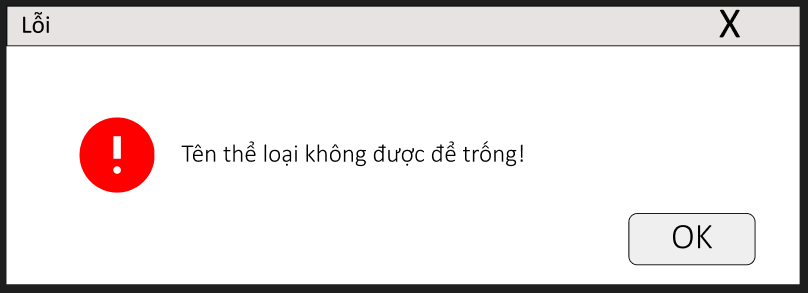 Lỗi X
Tên thể loại không được để trống!
OK